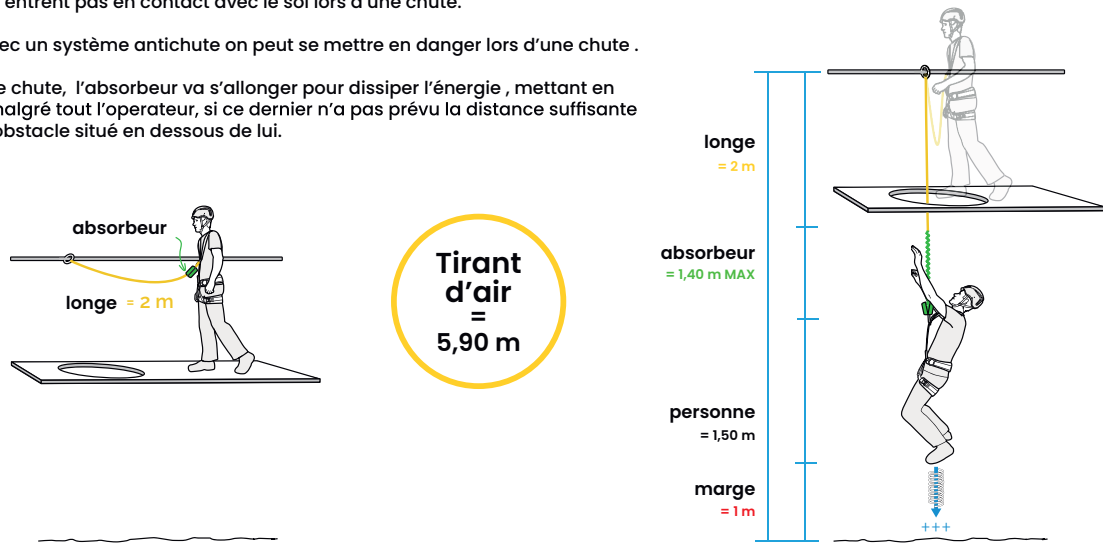 entrent pas en contact avec le sol lors d'une chute.
ec un système antichute on peut se mettre en danger lors d'une chute .
e chute, l'absorbeur va s'allonger pour dissiper l'énergie , mettant en
malgré tout l'operateur, si ce dernier n'a pas prévu la distance suffisante
obstacle situé en dessous de lui.
absorbeur
longe = 2 m
Tirant
d'air
=
5,90 m
longe
= 2 m
absorbeur
= 1,40 m MAX
personne
= 1,50 m
marge
= 1 m
+++